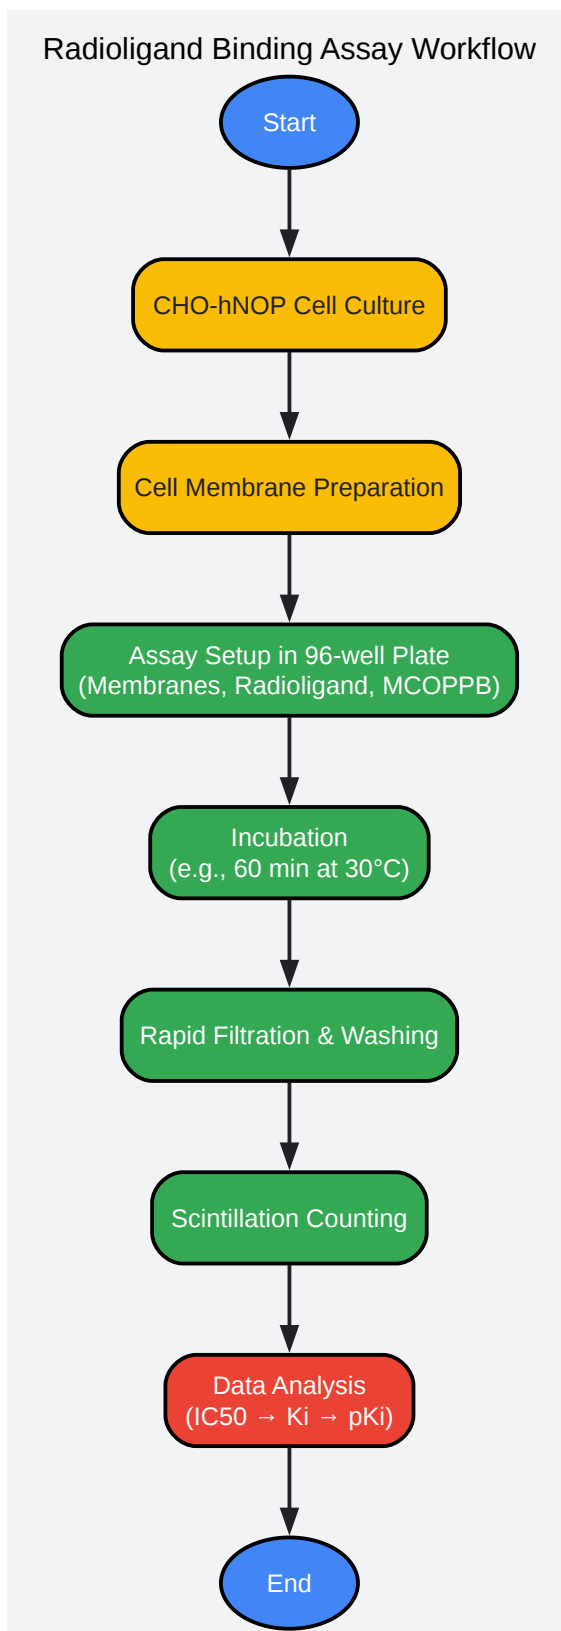 Radioligand Binding Assay Workflow
Start
CHO-hNOP Cell Culture
Cell Membrane Preparation
Assay Setup in 96-well Plate
(Membranes, Radioligand, MCOPPB)
Incubation
(e.g., 60 min at 30°C)
Rapid Filtration & Washing
Scintillation Counting
Data Analysis
(IC50 → Ki → pKi)
End